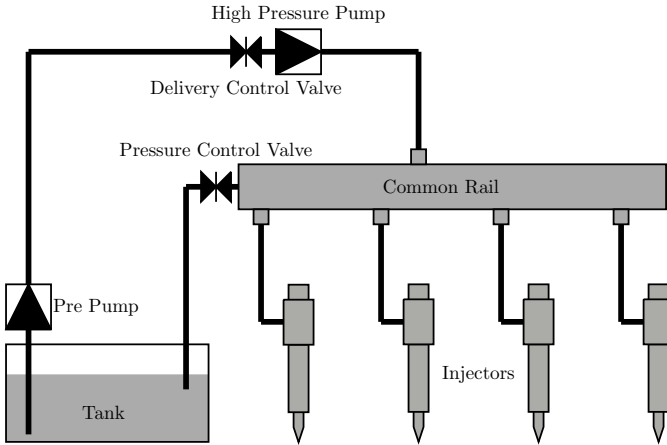 High Pressure Pump
Delivery Control Valve
Pressure Control Valve
Common Rail
Pre Pump
Injectors
Tank